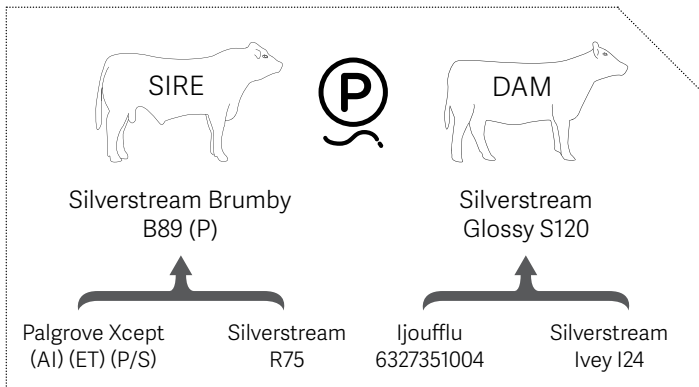 SIRE
P
DAM
Silverstream Brumby
B89 (P)
Silverstream
Glossy S120
Palgrove Xcept
(AI) (ET) (P/S)
Silverstream
R75
Ijoufflu
6327351004
Silverstream
Ivey I24